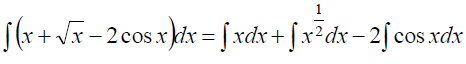 ∫(x + √x − 2 cos x)dx = ∫ xdx + ∫ x^{1/2} dx − 2∫ cos xdx